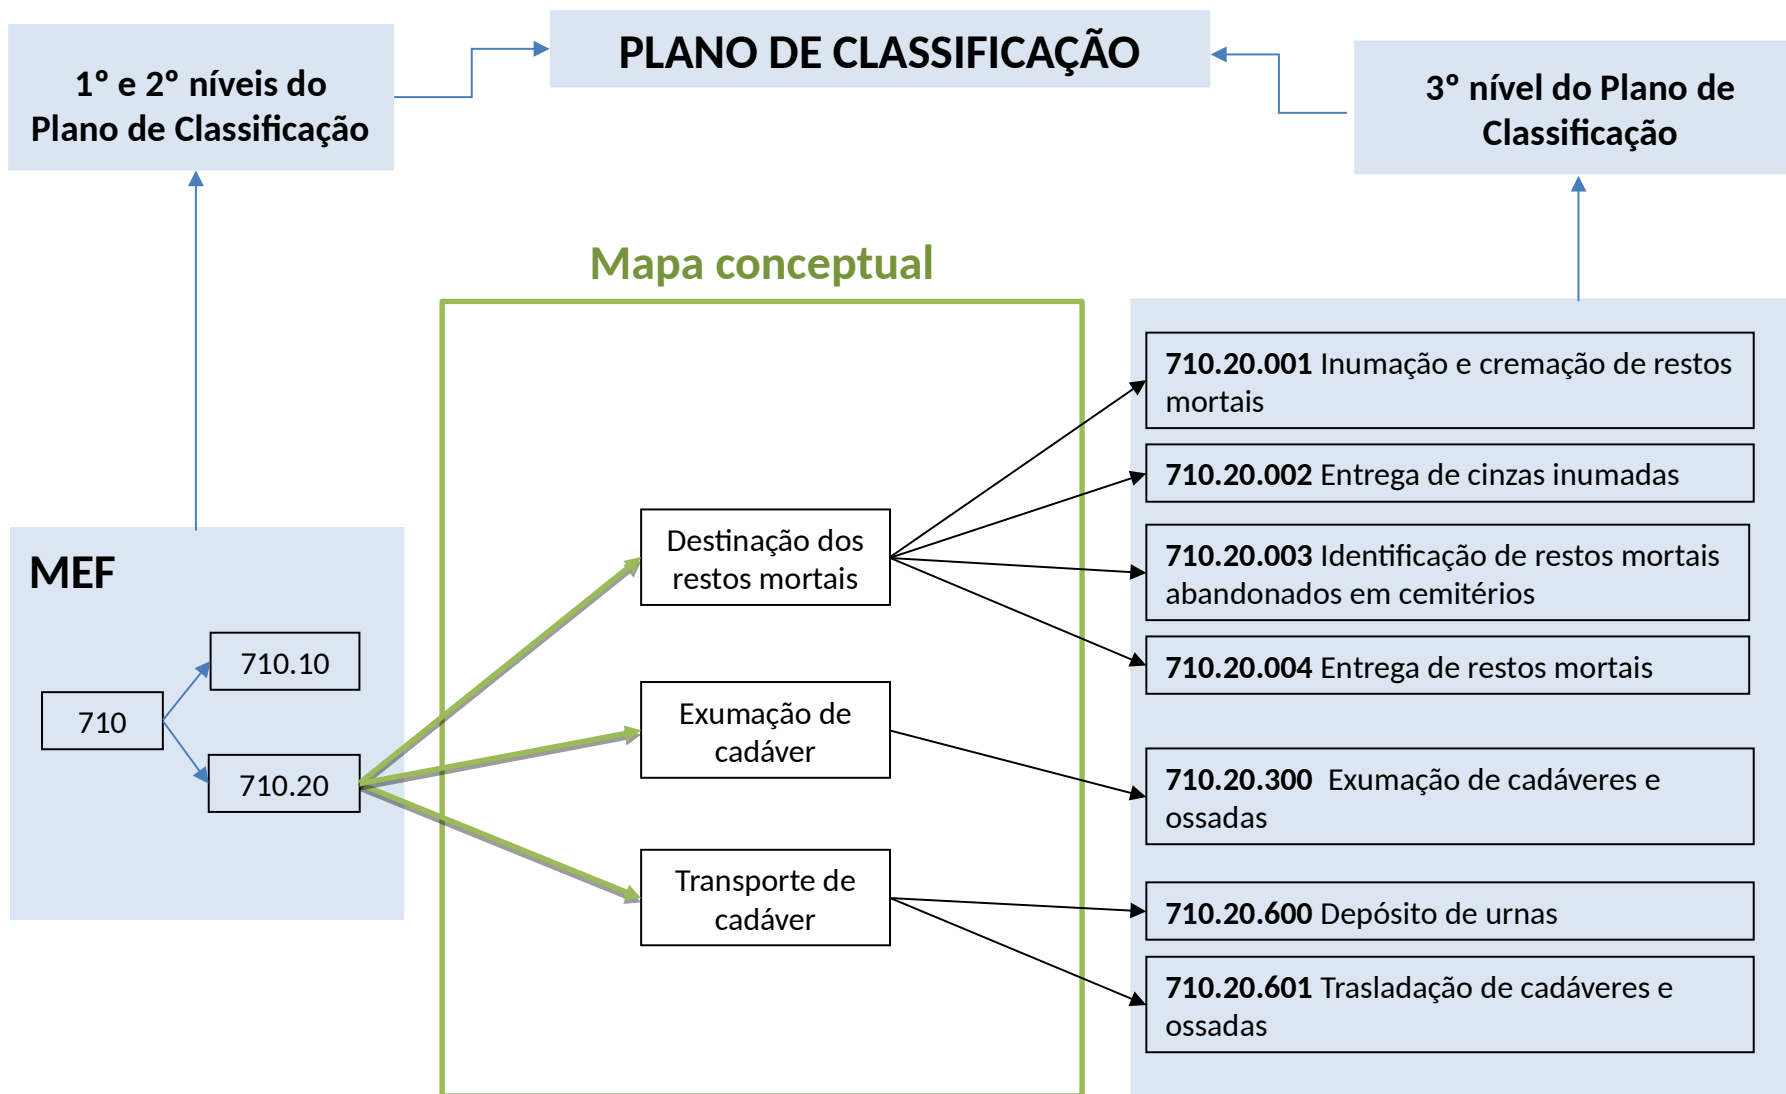 PLANO DE CLASSIFICAÇÃO
1º e 2º níveis do
Plano de Classificação
3º nível do Plano de
Classificação
Mapa conceptual
MEF
710
710.10
710.20
Destinação dos
restos mortais
Exumação de
cadáver
Transporte de
cadáver
710.20.001 Inumação e cremação de restos
mortais
710.20.002 Entrega de cinzas inumadas
710.20.003 Identificação de restos mortais
abandonados em cemitérios
710.20.004 Entrega de restos mortais
710.20.300 Exumação de cadáveres e
ossadas
710.20.600 Depósito de urnas
710.20.601 Trasladação de cadáveres e
ossadas